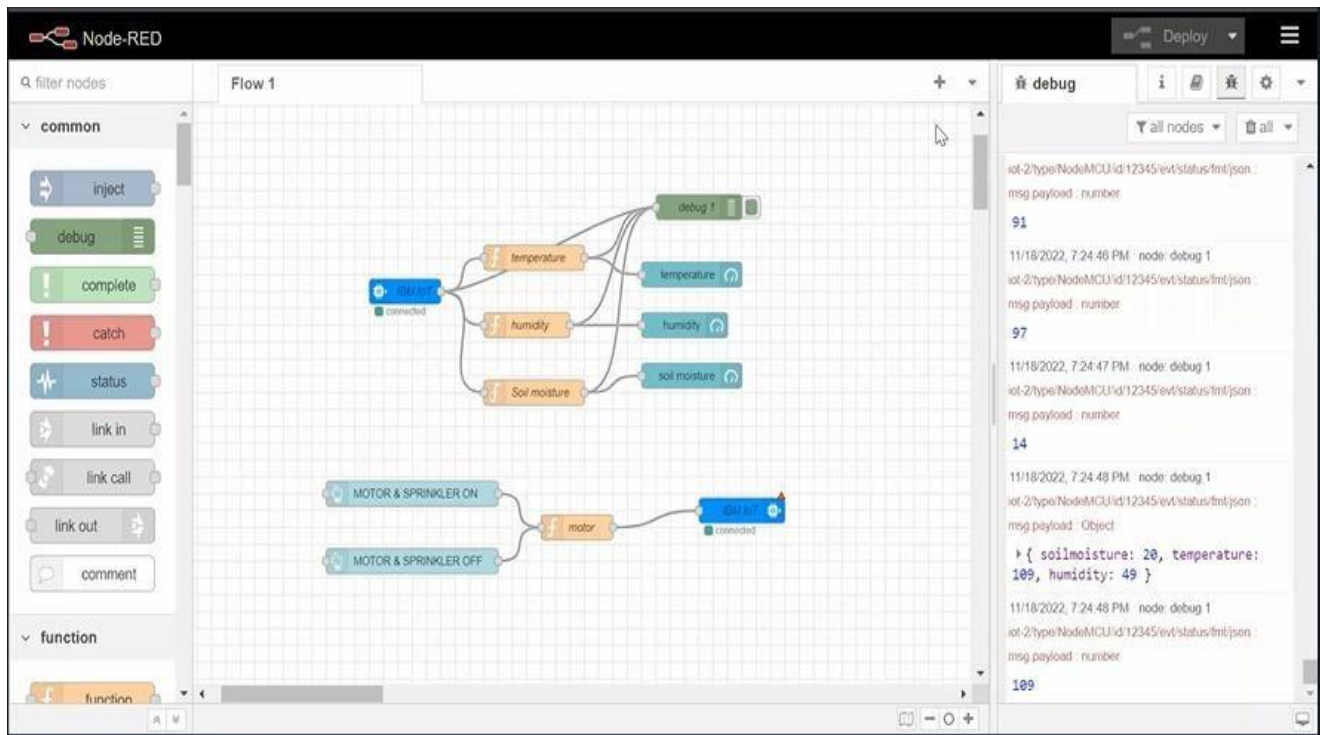 Node-RED
Deploy
filter nodes
Flow 1
debug
i
common
all nodes
all
inject
debug
complete
catch
status
link in
link call
link out
comment
function
function
debug 1
temperature
temperature
IBM IoT
connected
humidity
humidity
Soil moisture
soil moisture
MOTOR & SPRINKLER ON
motor
IBM IoT
connected
MOTOR & SPRINKLER OFF
iot-2/type/NodeMCU/id/12345/evt/status/fmt/json :
msg.payload : number
91
11/18/2022, 7:24:46 PM node: debug 1
iot-2/type/NodeMCU/id/12345/evt/status/fmt/json :
msg.payload : number
97
11/18/2022, 7:24:47 PM node: debug 1
iot-2/type/NodeMCU/id/12345/evt/status/fmt/json :
msg.payload : number
14
11/18/2022, 7:24:48 PM node: debug 1
iot-2/type/NodeMCU/id/12345/evt/status/fmt/json :
msg.payload : Object
{ soilmoisture: 20, temperature:
109, humidity: 49 }
11/18/2022, 7:24:48 PM node: debug 1
iot-2/type/NodeMCU/id/12345/evt/status/fmt/json :
msg.payload : number
109